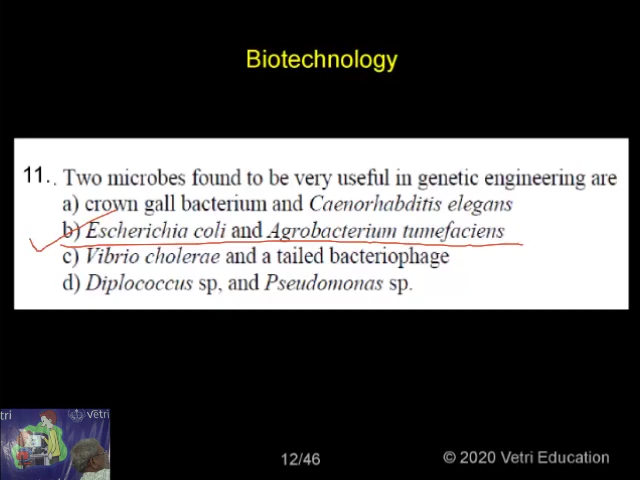 Biotechnology
11.. Two microbes found to be very useful in genetic engineering are
a) crown gall bacterium and Caenorhabditis elegans
b) Escherichia coli and Agrobacterium tumefaciens
c) Vibrio cholerae and a tailed bacteriophage
d) Diplococcus sp, and Pseudomonas sp.
tri
vetri
12/46
© 2020 Vetri Education